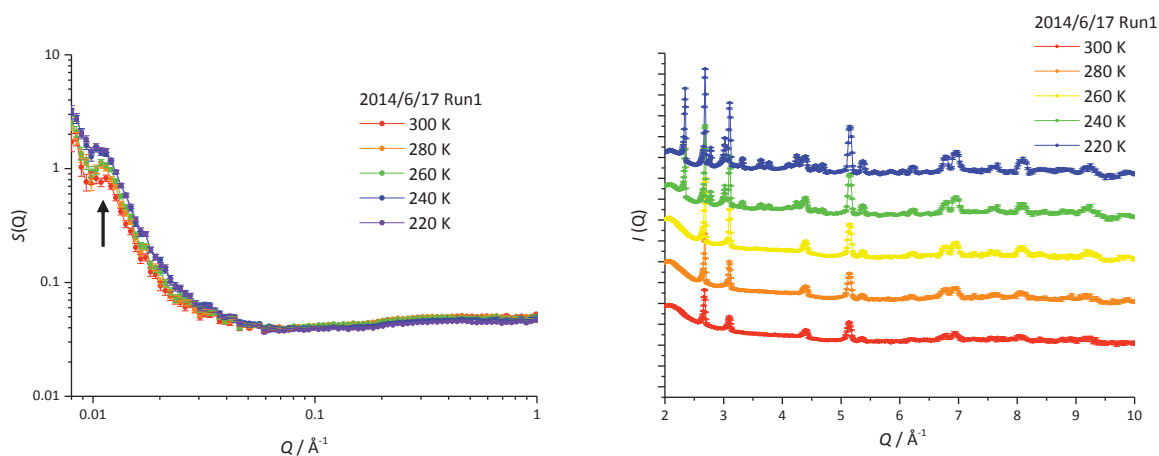 10
1
0.1
0.01
S(Q)
0.01
0.1
1
Q / Å-1
2014/6/17 Run1
300 K
280 K
260 K
240 K
220 K
I (Q)
2
3
4
5
6
7
8
9
10
Q / Å-1
2014/6/17 Run1
300 K
280 K
260 K
240 K
220 K